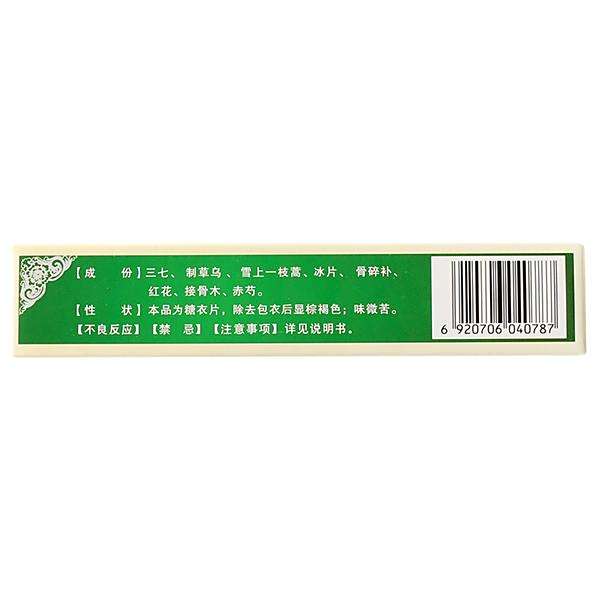 【成　份】三七、制草乌、雪上一枝蒿、冰片、骨碎补、
红花、接骨木、赤芍。
【性　状】本品为糖衣片，除去包衣后显棕褐色；味微苦。
【不良反应】【禁　忌】【注意事项】详见说明书。
6 920706 040787